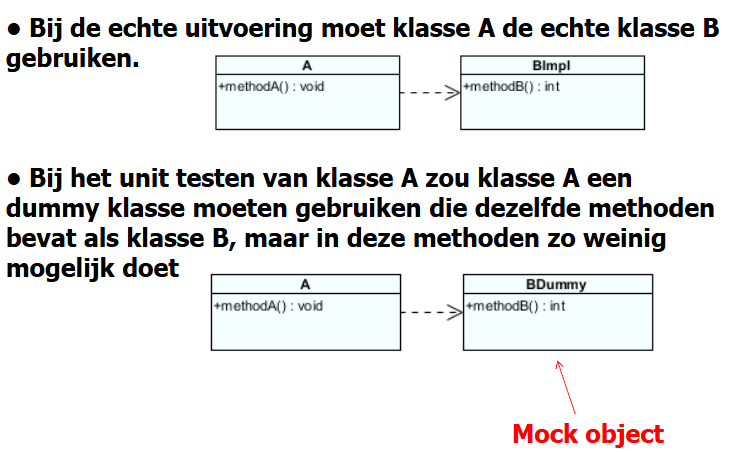 ● Bij de echte uitvoering moet klasse A de echte klasse B
gebruiken.
A
+methodA() : void
BImpl
+methodB() : int
● Bij het unit testen van klasse A zou klasse A een
dummy klasse moeten gebruiken die dezelfde methoden
bevat als klasse B, maar in deze methoden zo weinig
mogelijk doet
A
+methodA() : void
BDummy
+methodB() : int
Mock object